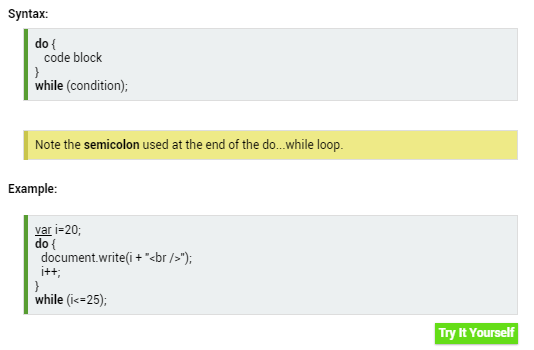 Syntax:
do {
code block
}
while (condition);
Note the semicolon used at the end of the do...while loop.
Example:
var i=20;
do {
document.write(i + "<br />");
i++;
}
while (i<=25);
Try It Yourself